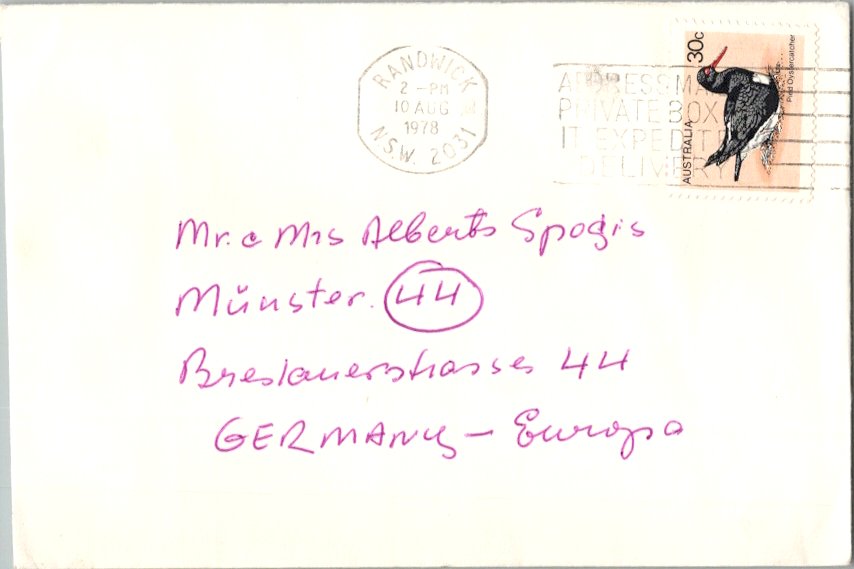 RANDWICK
2 - PM
10 AUG
1978
N.S.W. 2031
ADDRESS MAIL
PRIVATE BOX
IT EXPEDITES
DELIVERY
30c
Pied Oystercatcher
AUSTRALIA
Mr. & Mrs Alberts Spogis
Münster. 44
Breslauerstrasses 44
GERMANY – Europa